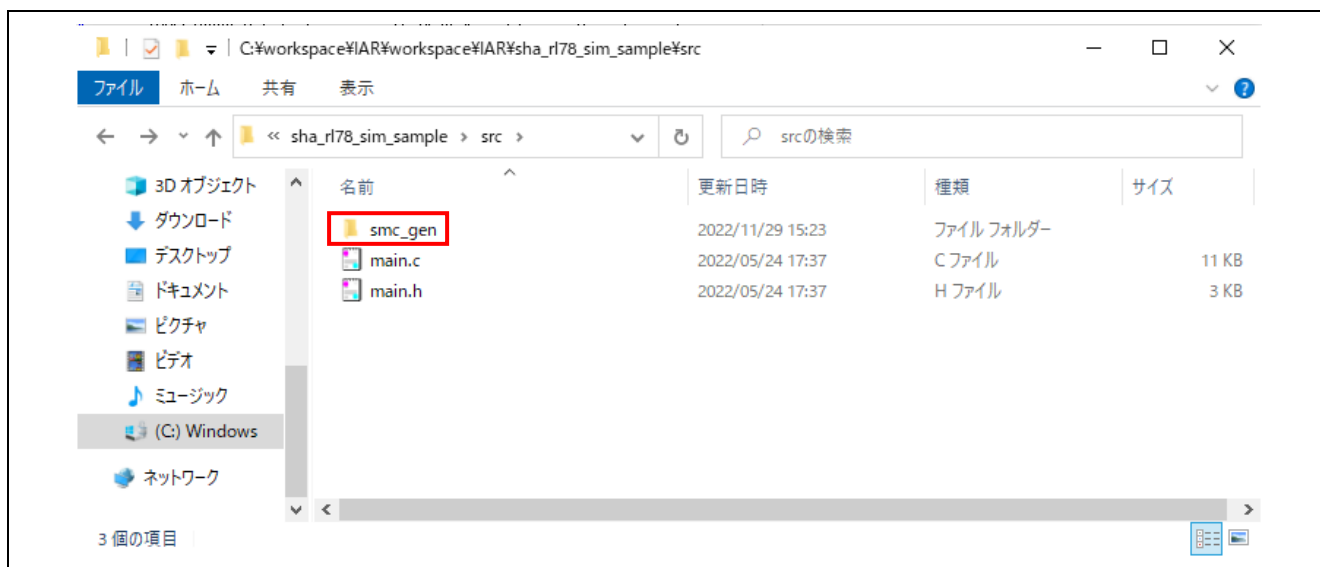 C:¥workspace¥IAR¥workspace¥IAR¥sha_rl78_sim_sample¥src
ファイル ホーム 共有 表示
« sha_rl78_sim_sample > src >
srcの検索
3D オブジェクト
ダウンロード
デスクトップ
ドキュメント
ピクチャ
ビデオ
ミュージック
(C:) Windows
ネットワーク
名前 更新日時 種類 サイズ
smc_gen 2022/11/29 15:23 ファイル フォルダー
main.c 2022/05/24 17:37 C ファイル 11 KB
main.h 2022/05/24 17:37 H ファイル 3 KB
3 個の項目